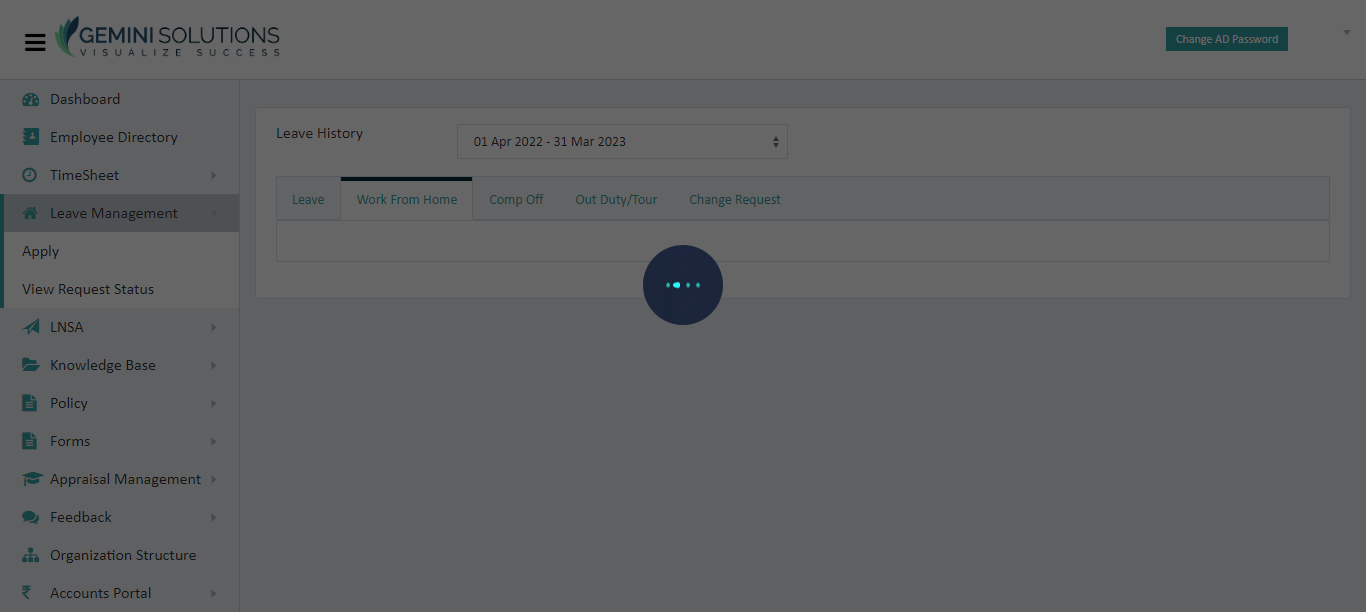 GEMINI SOLUTIONS
VISUALIZE SUCCESS
Change AD Password
Dashboard
Employee Directory
TimeSheet
Leave Management
Apply
View Request Status
LNSA
Knowledge Base
Policy
Forms
Appraisal Management
Feedback
Organization Structure
₹ Accounts Portal
Leave History
01 Apr 2022 - 31 Mar 2023
Leave Work From Home Comp Off Out Duty/Tour Change Request